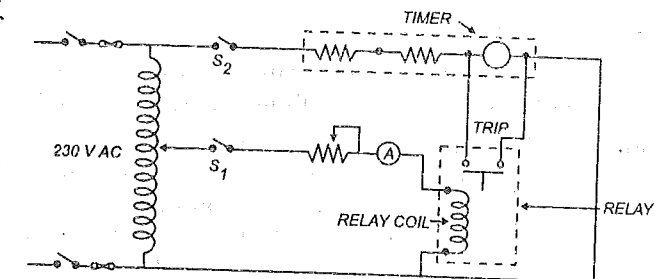 TIMER
S2
TRIP
230 V AC
S1
A
RELAY COIL
RELAY